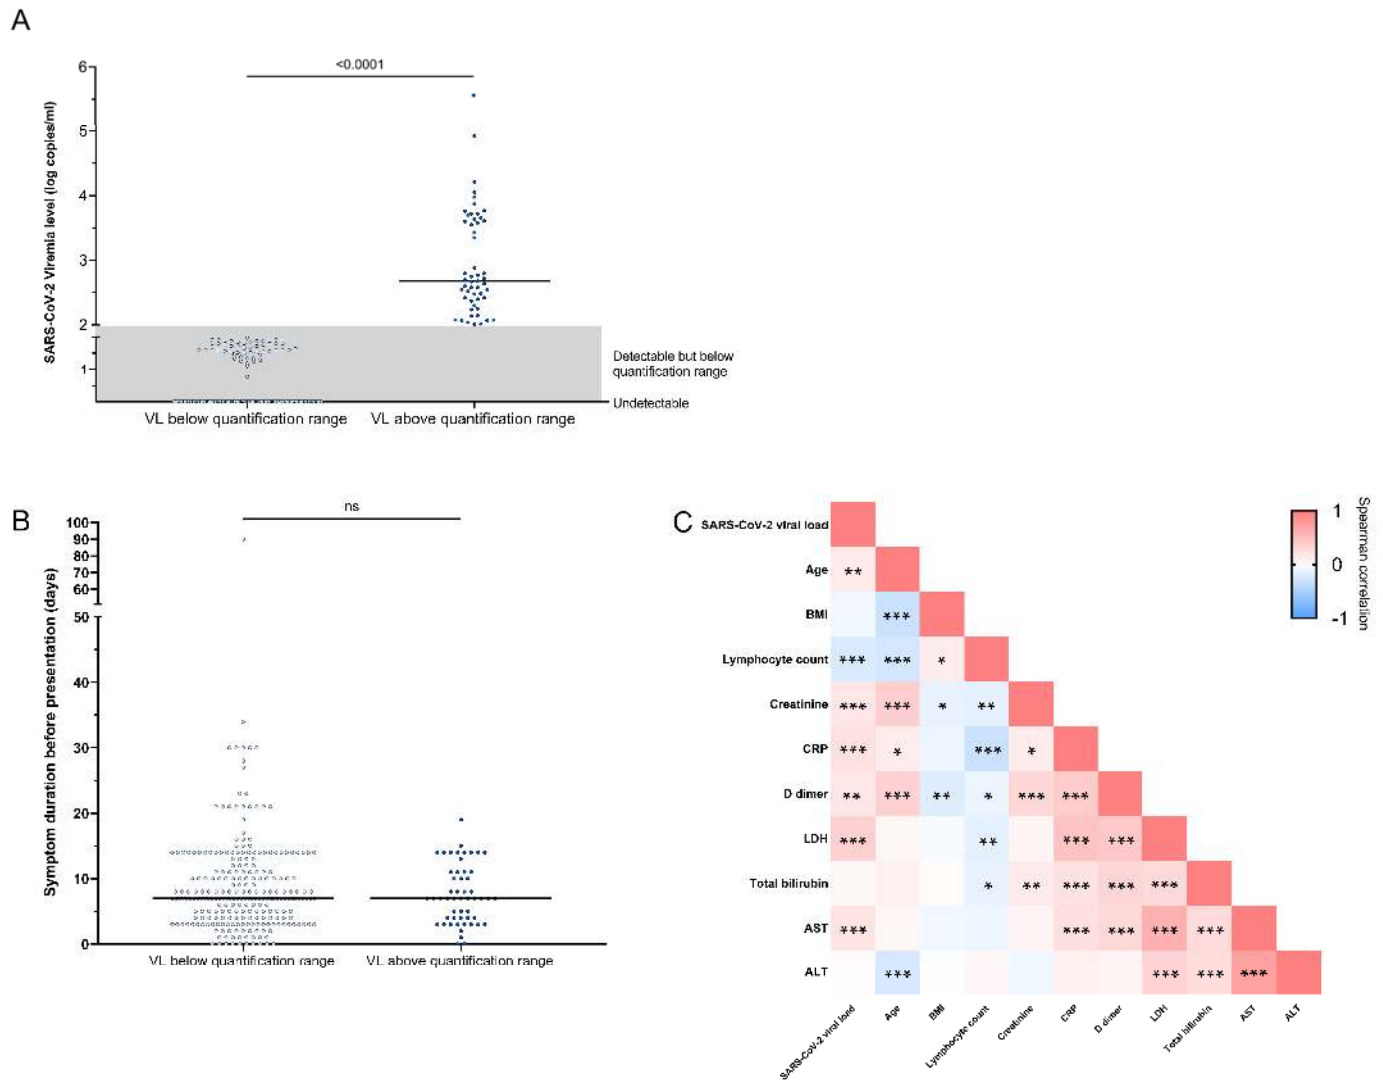 A
<0.0001
SARS-CoV-2 Viremia level (log copies/ml)
6
5
4
3
2
1
Detectable but below
quantification range
Undetectable
VL below quantification range
VL above quantification range
B
ns
Symptom duration before presentation (days)
100
90
80
70
60
50
40
30
20
10
0
VL below quantification range
VL above quantification range
C
SARS-CoV-2 viral load
Age
**
BMI
***
Lymphocyte count
*** *** *
Creatinine
*** *** * **
CRP
*** * *** *
D dimer
** *** ** * *** ***
LDH
*** ** *** ***
Total bilirubin
* ** *** *** ***
AST
*** *** *** *** ***
ALT
*** *** *** ***
SARS-CoV-2 viral load
Age
BMI
Lymphocyte count
Creatinine
CRP
D dimer
LDH
Total bilirubin
AST
ALT
1
0
-1
Spearman correlation